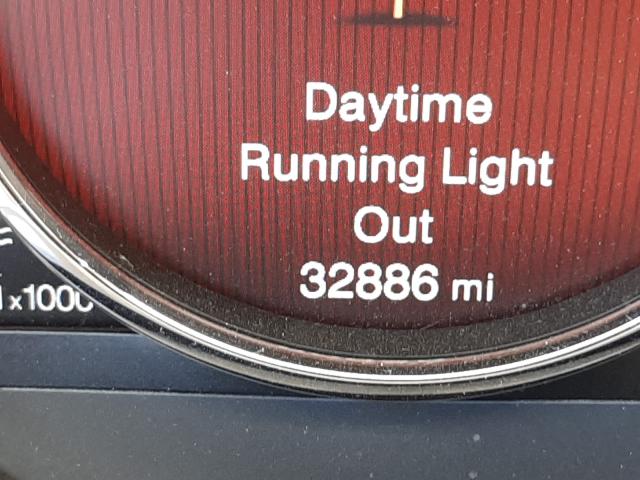 Daytime
Running Light
Out
32886 mi
x1000